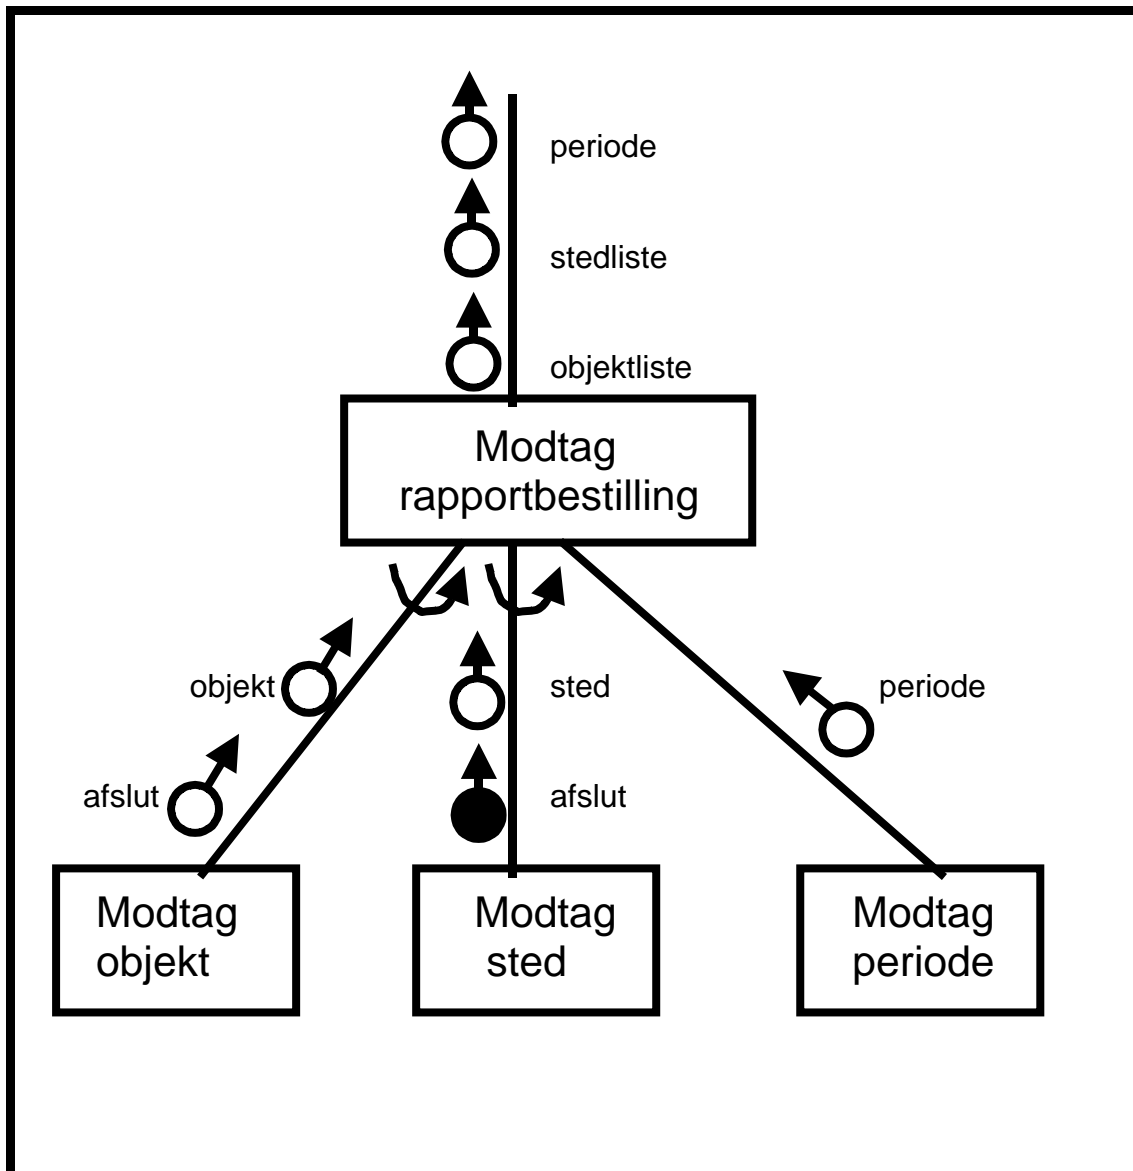 periode
stedliste
objektliste
Modtag
rapportbestilling
objekt
sted
periode
afslut
afslut
Modtag
objekt
Modtag
sted
Modtag
periode